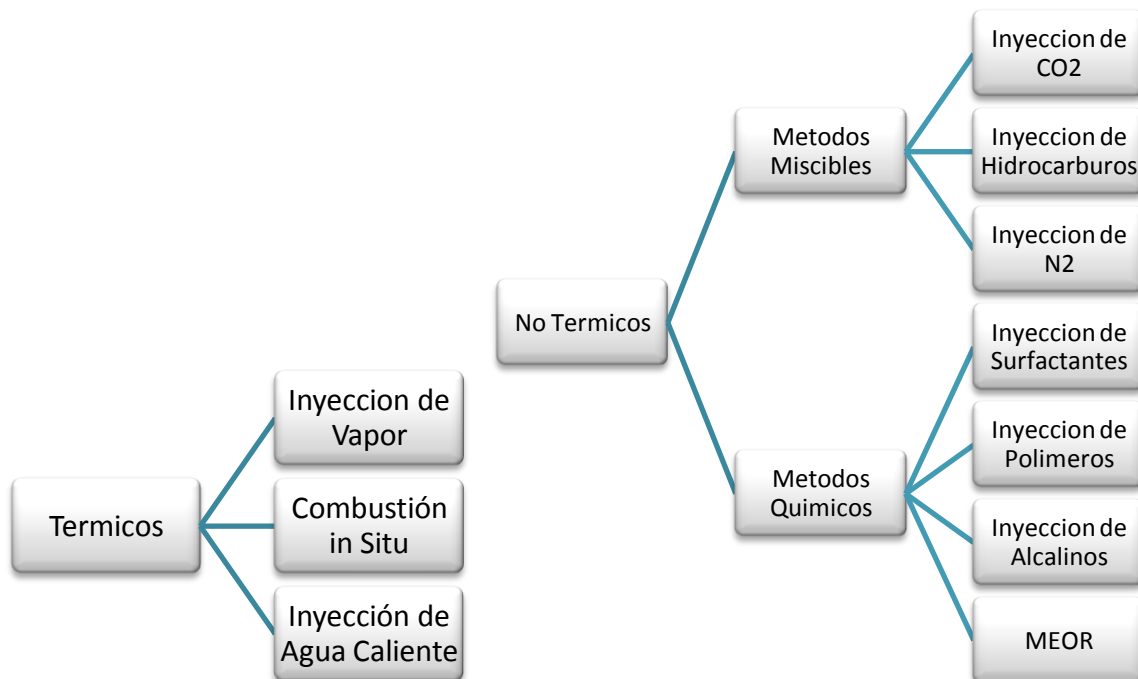 Termicos
Inyeccion de
Vapor
Combustión
in Situ
Inyección de
Agua Caliente
No Termicos
Metodos
Miscibles
Inyeccion de
CO2
Inyeccion de
Hidrocarburos
Inyeccion de
N2
Metodos
Quimicos
Inyeccion de
Surfactantes
Inyeccion de
Polimeros
Inyeccion de
Alcalinos
MEOR